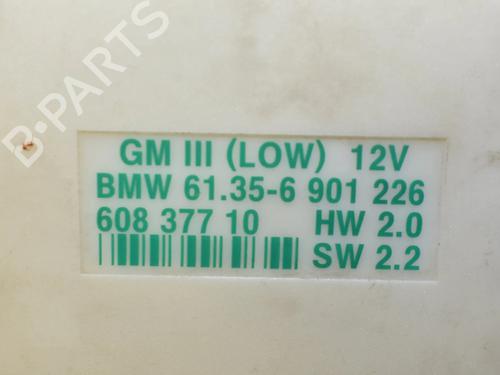 B-PARTS
GM III (LOW) 12V
BMW 61.35-6 901 226
608 377 10 HW 2.0
SW 2.2